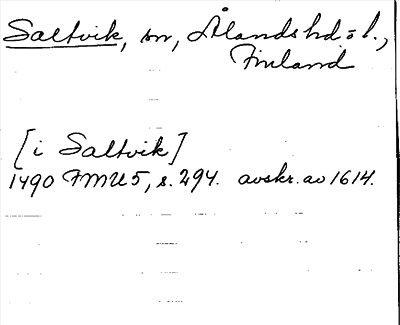 Saltvik, sn, Ålands hd o l.,
Finland
[i Saltvik]
1490 FMU 5, s. 294. avskr. av 1614.